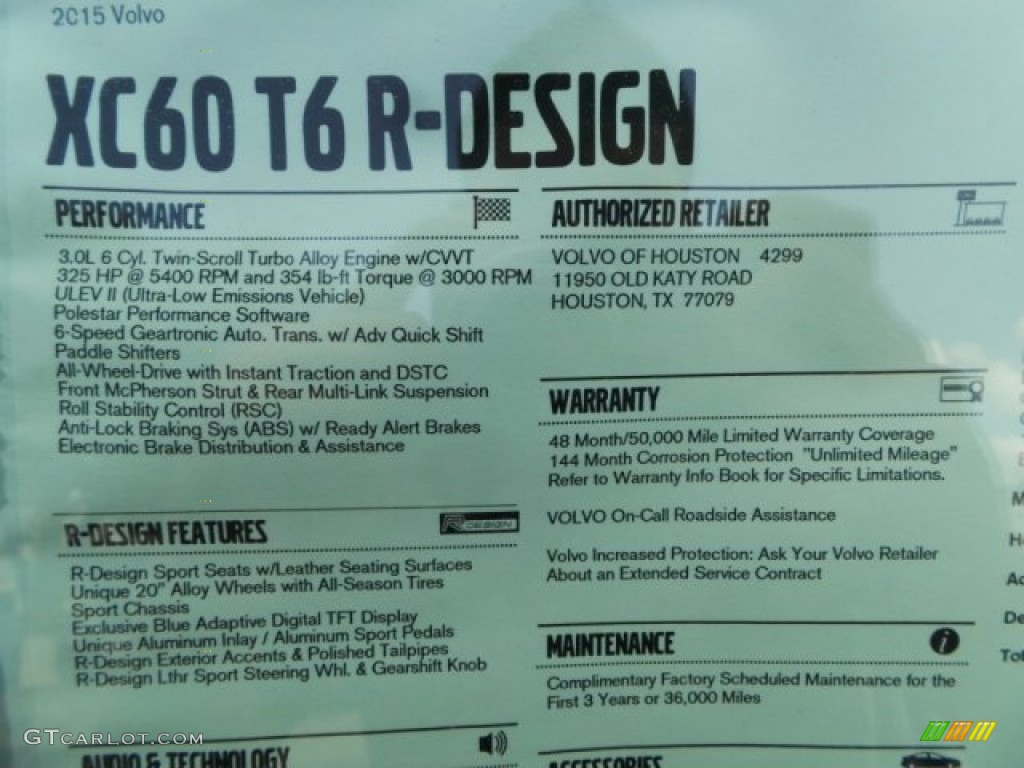 2015 Volvo
XC60 T6 R-DESIGN
PERFORMANCE
3.0L 6 Cyl. Twin-Scroll Turbo Alloy Engine w/CVVT
325 HP @ 5400 RPM and 354 lb-ft Torque @ 3000 RPM
ULEV II (Ultra-Low Emissions Vehicle)
Polestar Performance Software
6-Speed Geartronic Auto. Trans. w/ Adv Quick Shift
Paddle Shifters
All-Wheel-Drive with Instant Traction and DSTC
Front McPherson Strut & Rear Multi-Link Suspension
Roll Stability Control (RSC)
Anti-Lock Braking Sys (ABS) w/ Ready Alert Brakes
Electronic Brake Distribution & Assistance
R-DESIGN FEATURES
R-DESIGN
R-Design Sport Seats w/Leather Seating Surfaces
Unique 20" Alloy Wheels with All-Season Tires
Sport Chassis
Exclusive Blue Adaptive Digital TFT Display
Unique Aluminum Inlay / Aluminum Sport Pedals
R-Design Exterior Accents & Polished Tailpipes
R-Design Lthr Sport Steering Whl. & Gearshift Knob
AUDIO & TECHNOLOGY
AUTHORIZED RETAILER
VOLVO OF HOUSTON 4299
11950 OLD KATY ROAD
HOUSTON, TX 77079
WARRANTY
48 Month/50,000 Mile Limited Warranty Coverage
144 Month Corrosion Protection "Unlimited Mileage"
Refer to Warranty Info Book for Specific Limitations.
VOLVO On-Call Roadside Assistance
Volvo Increased Protection: Ask Your Volvo Retailer
About an Extended Service Contract
MAINTENANCE
Complimentary Factory Scheduled Maintenance for the
First 3 Years or 36,000 Miles
ACCESSORIES
GTCARLOT.COM